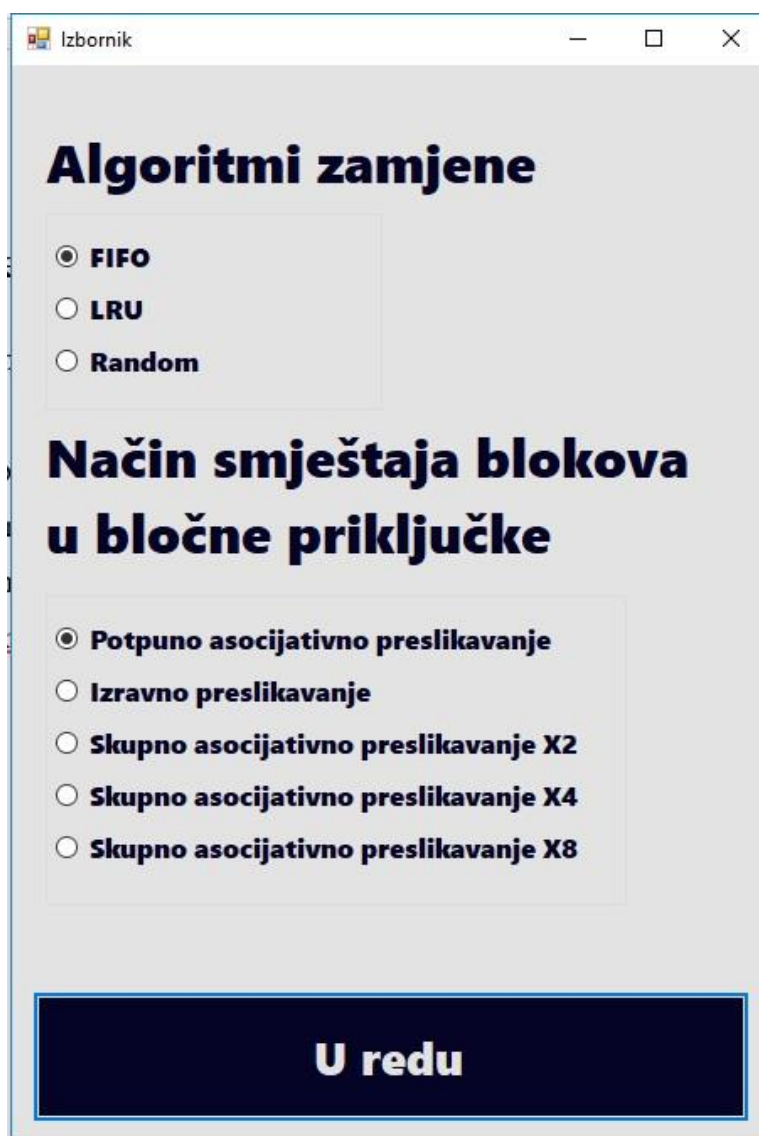 Izbornik
Algoritmi zamjene
FIFO
LRU
Random
Način smještaja blokova
u bločne priključke
Potpuno asocijativno preslikavanje
Izravno preslikavanje
Skupno asocijativno preslikavanje X2
Skupno asocijativno preslikavanje X4
Skupno asocijativno preslikavanje X8
U redu